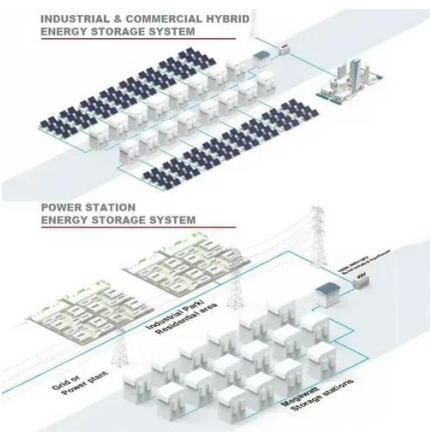 INDUSTRIAL & COMMERCIAL HYBRID
ENERGY STORAGE SYSTEM
POWER STATION
ENERGY STORAGE SYSTEM
Industrial Park/
Residential area
Grid or
Power plant
Megawatt
Storage stations